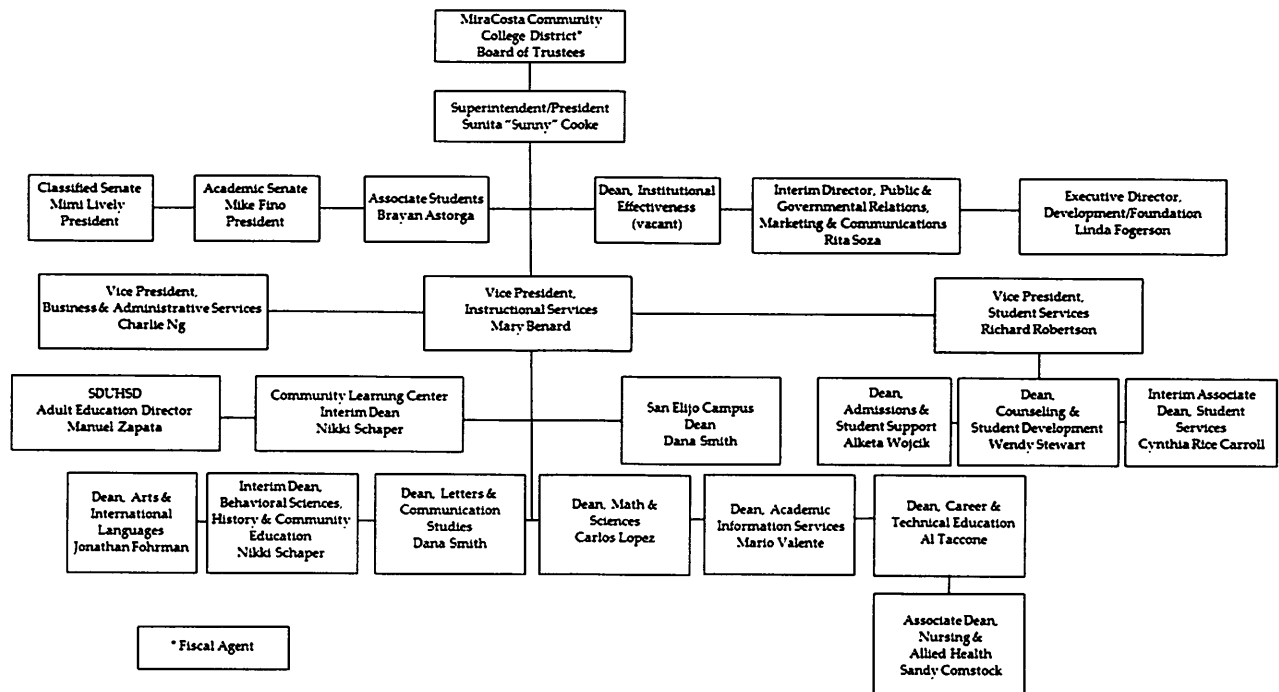 MiraCosta Community
College District*
Board of Trustees
Superintendent/President
Sunita "Sunny" Cooke
Classified Senate
Mimi Lively
President
Academic Senate
Mike Fino
President
Associate Students
Brayan Astorga
Dean, Institutional
Effectiveness
(vacant)
Interim Director, Public &
Governmental Relations,
Marketing & Communications
Rita Soza
Executive Director,
Development/Foundation
Linda Fogerson
Vice President,
Business & Administrative Services
Charlie Ng
Vice President,
Instructional Services
Mary Benard
Vice President,
Student Services
Richard Robertson
SDUHSD
Adult Education Director
Manuel Zapata
Community Learning Center
Interim Dean
Nikki Schaper
San Elijo Campus
Dean
Dana Smith
Dean,
Admissions &
Student Support
Alketa Wojcik
Dean,
Counseling &
Student Development
Wendy Stewart
Interim Associate
Dean, Student
Services
Cynthia Rice Carroll
Dean, Arts &
International
Languages
Jonathan Fohrman
Interim Dean,
Behavioral Sciences,
History & Community
Education
Nikki Schaper
Dean, Letters &
Communication
Studies
Dana Smith
Dean, Math &
Sciences
Carlos Lopez
Dean, Academic
Information Services
Mario Valente
Dean, Career &
Technical Education
Al Taccone
Associate Dean,
Nursing &
Allied Health
Sandy Comstock
* Fiscal Agent